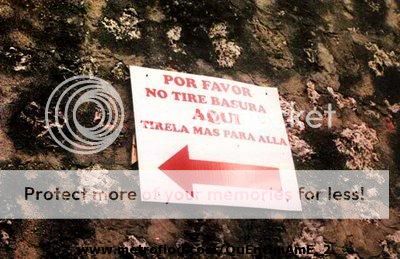 POR FAVOR
NO TIRE BASURA
AQUI
TIRELA MAS PARA ALLA
Protect more of your memories for less!